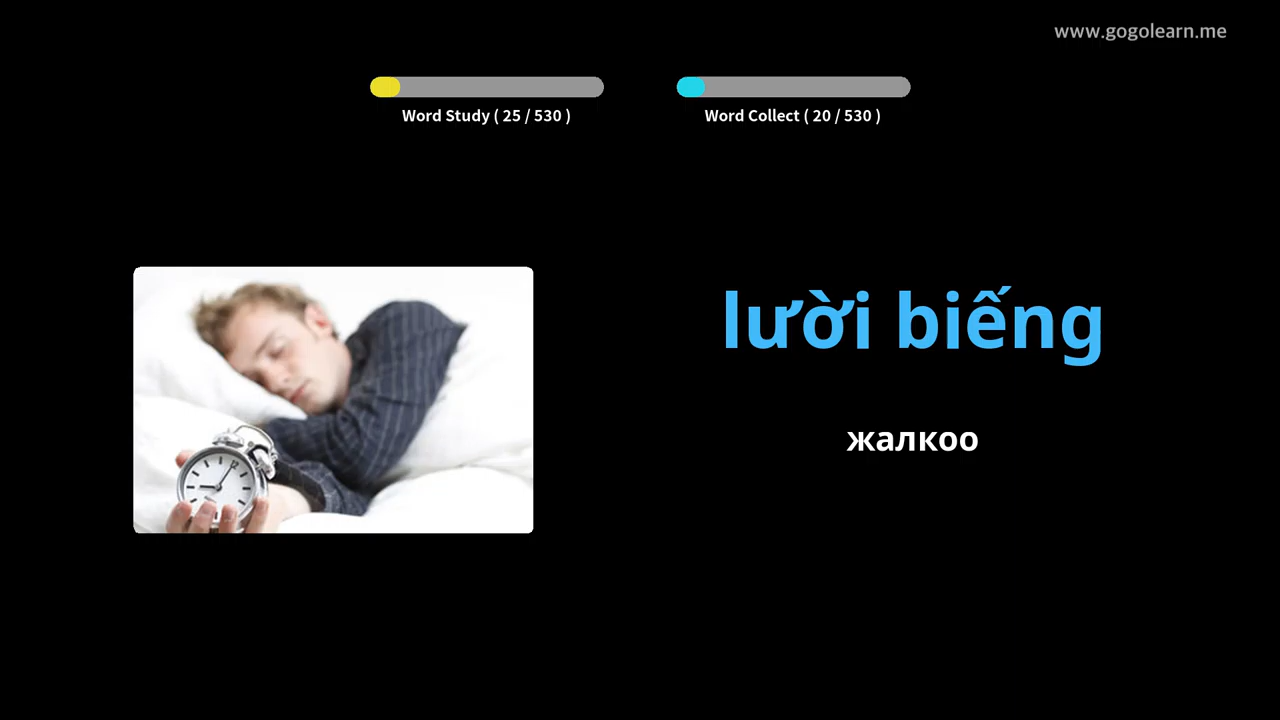 www.gogolearn.me
Word Study ( 25 / 530 )
Word Collect ( 20 / 530 )
lười biếng
жалкоо